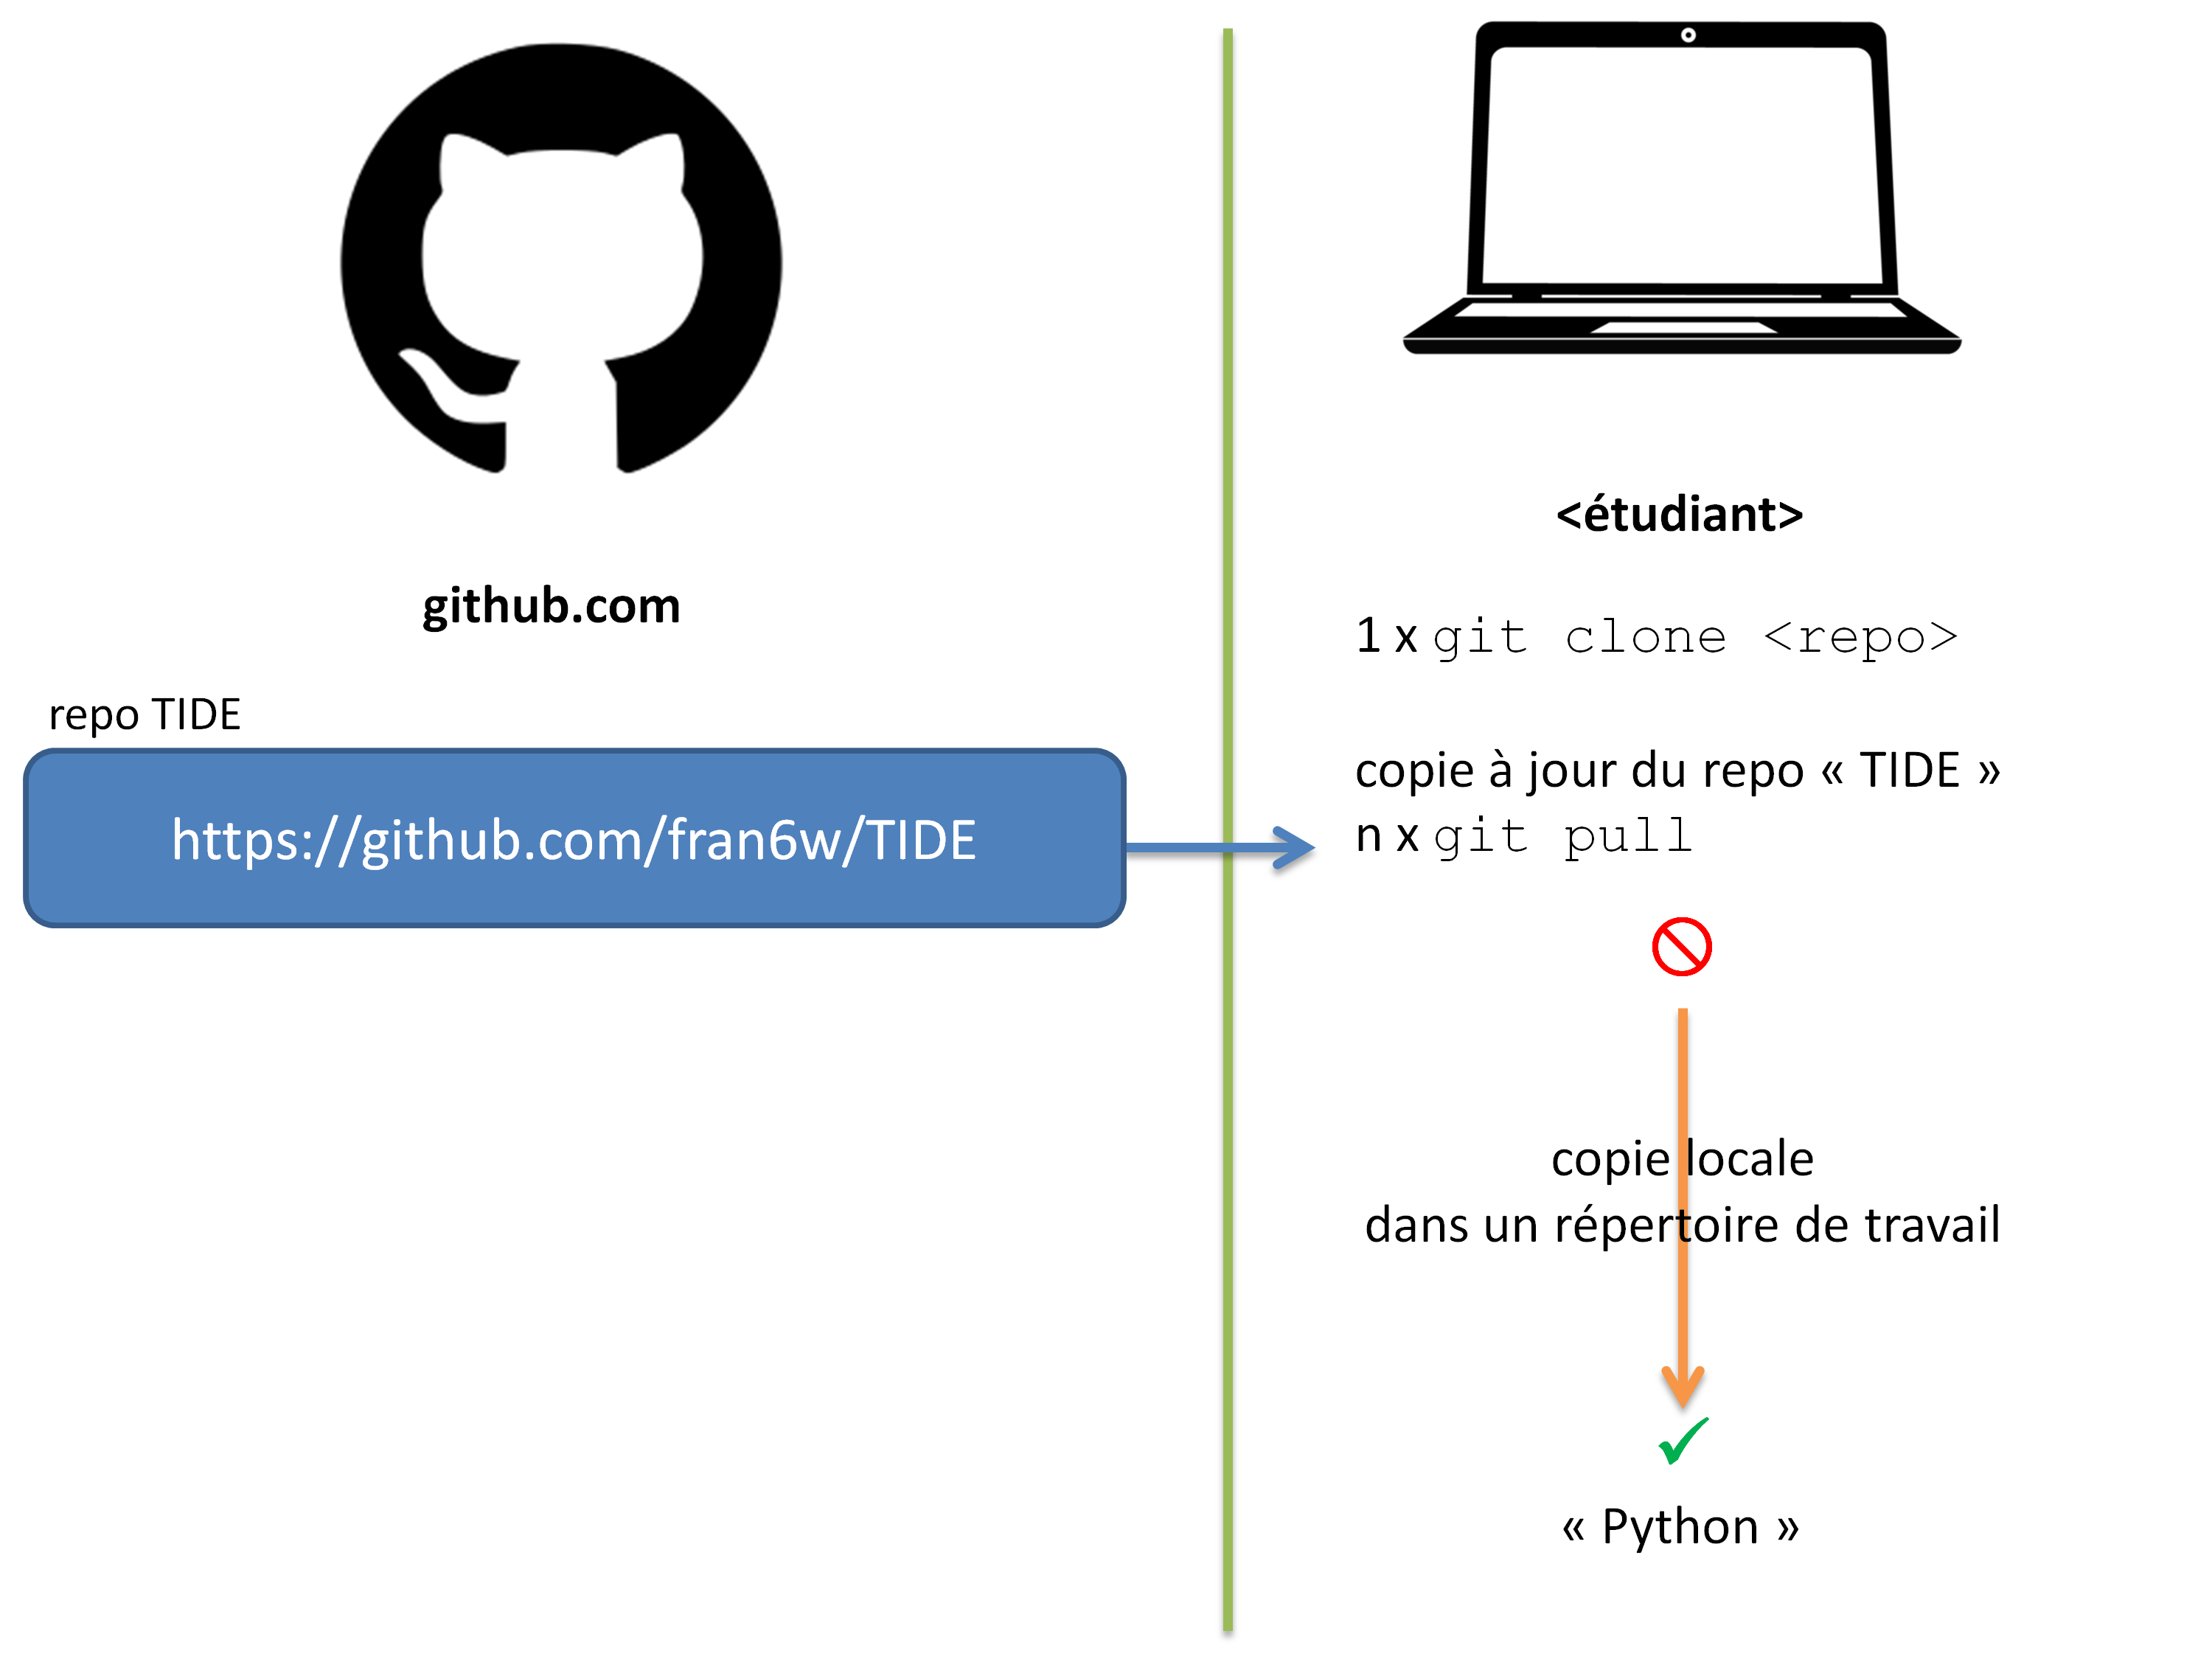 github.com
repo TIDE
https://github.com/fran6w/TIDE
<étudiant>
1 x git clone <repo>
copie à jour du repo « TIDE »
n x git pull
copie locale
dans un répertoire de travail
« Python »